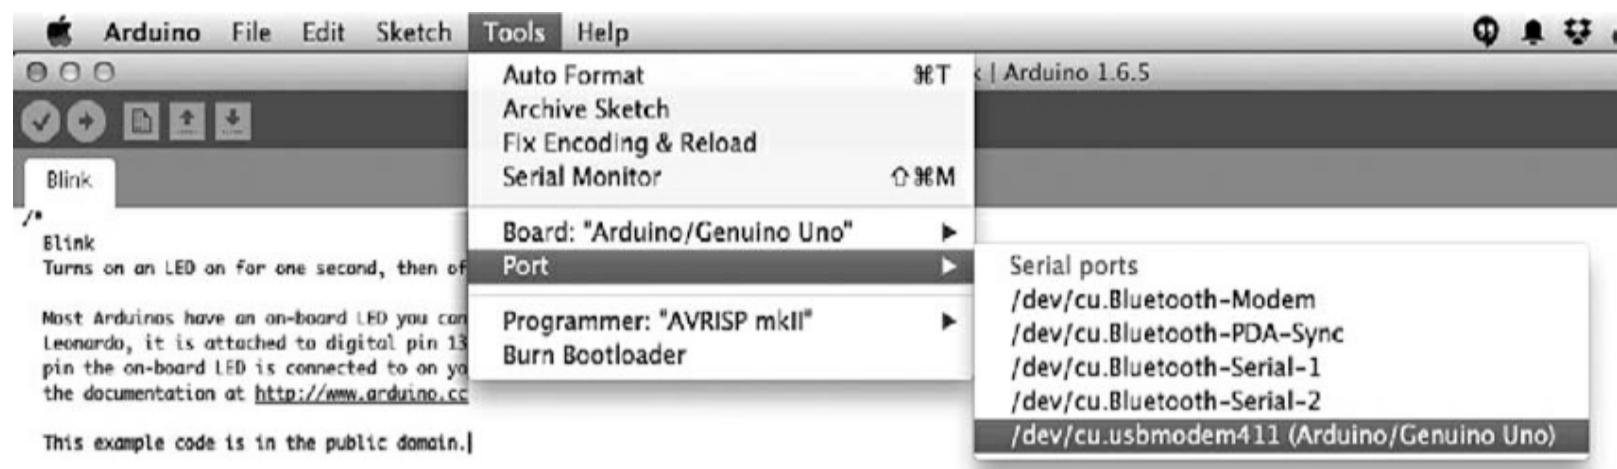 Arduino File Edit Sketch Tools Help
| Arduino 1.6.5
Auto Format ⌘T
Archive Sketch
Fix Encoding & Reload
Serial Monitor ⇧⌘M
Board: "Arduino/Genuino Uno"
Port
Programmer: "AVRISP mkII"
Burn Bootloader
Serial ports
/dev/cu.Bluetooth-Modem
/dev/cu.Bluetooth-PDA-Sync
/dev/cu.Bluetooth-Serial-1
/dev/cu.Bluetooth-Serial-2
/dev/cu.usbmodem411 (Arduino/Genuino Uno)
Blink
/*
Blink
Turns on an LED on for one second, then of
Most Arduinos have an on-board LED you can
Leonardo, it is attached to digital pin 13
pin the on-board LED is connected to on yo
the documentation at http://www.arduino.cc
This example code is in the public domain.